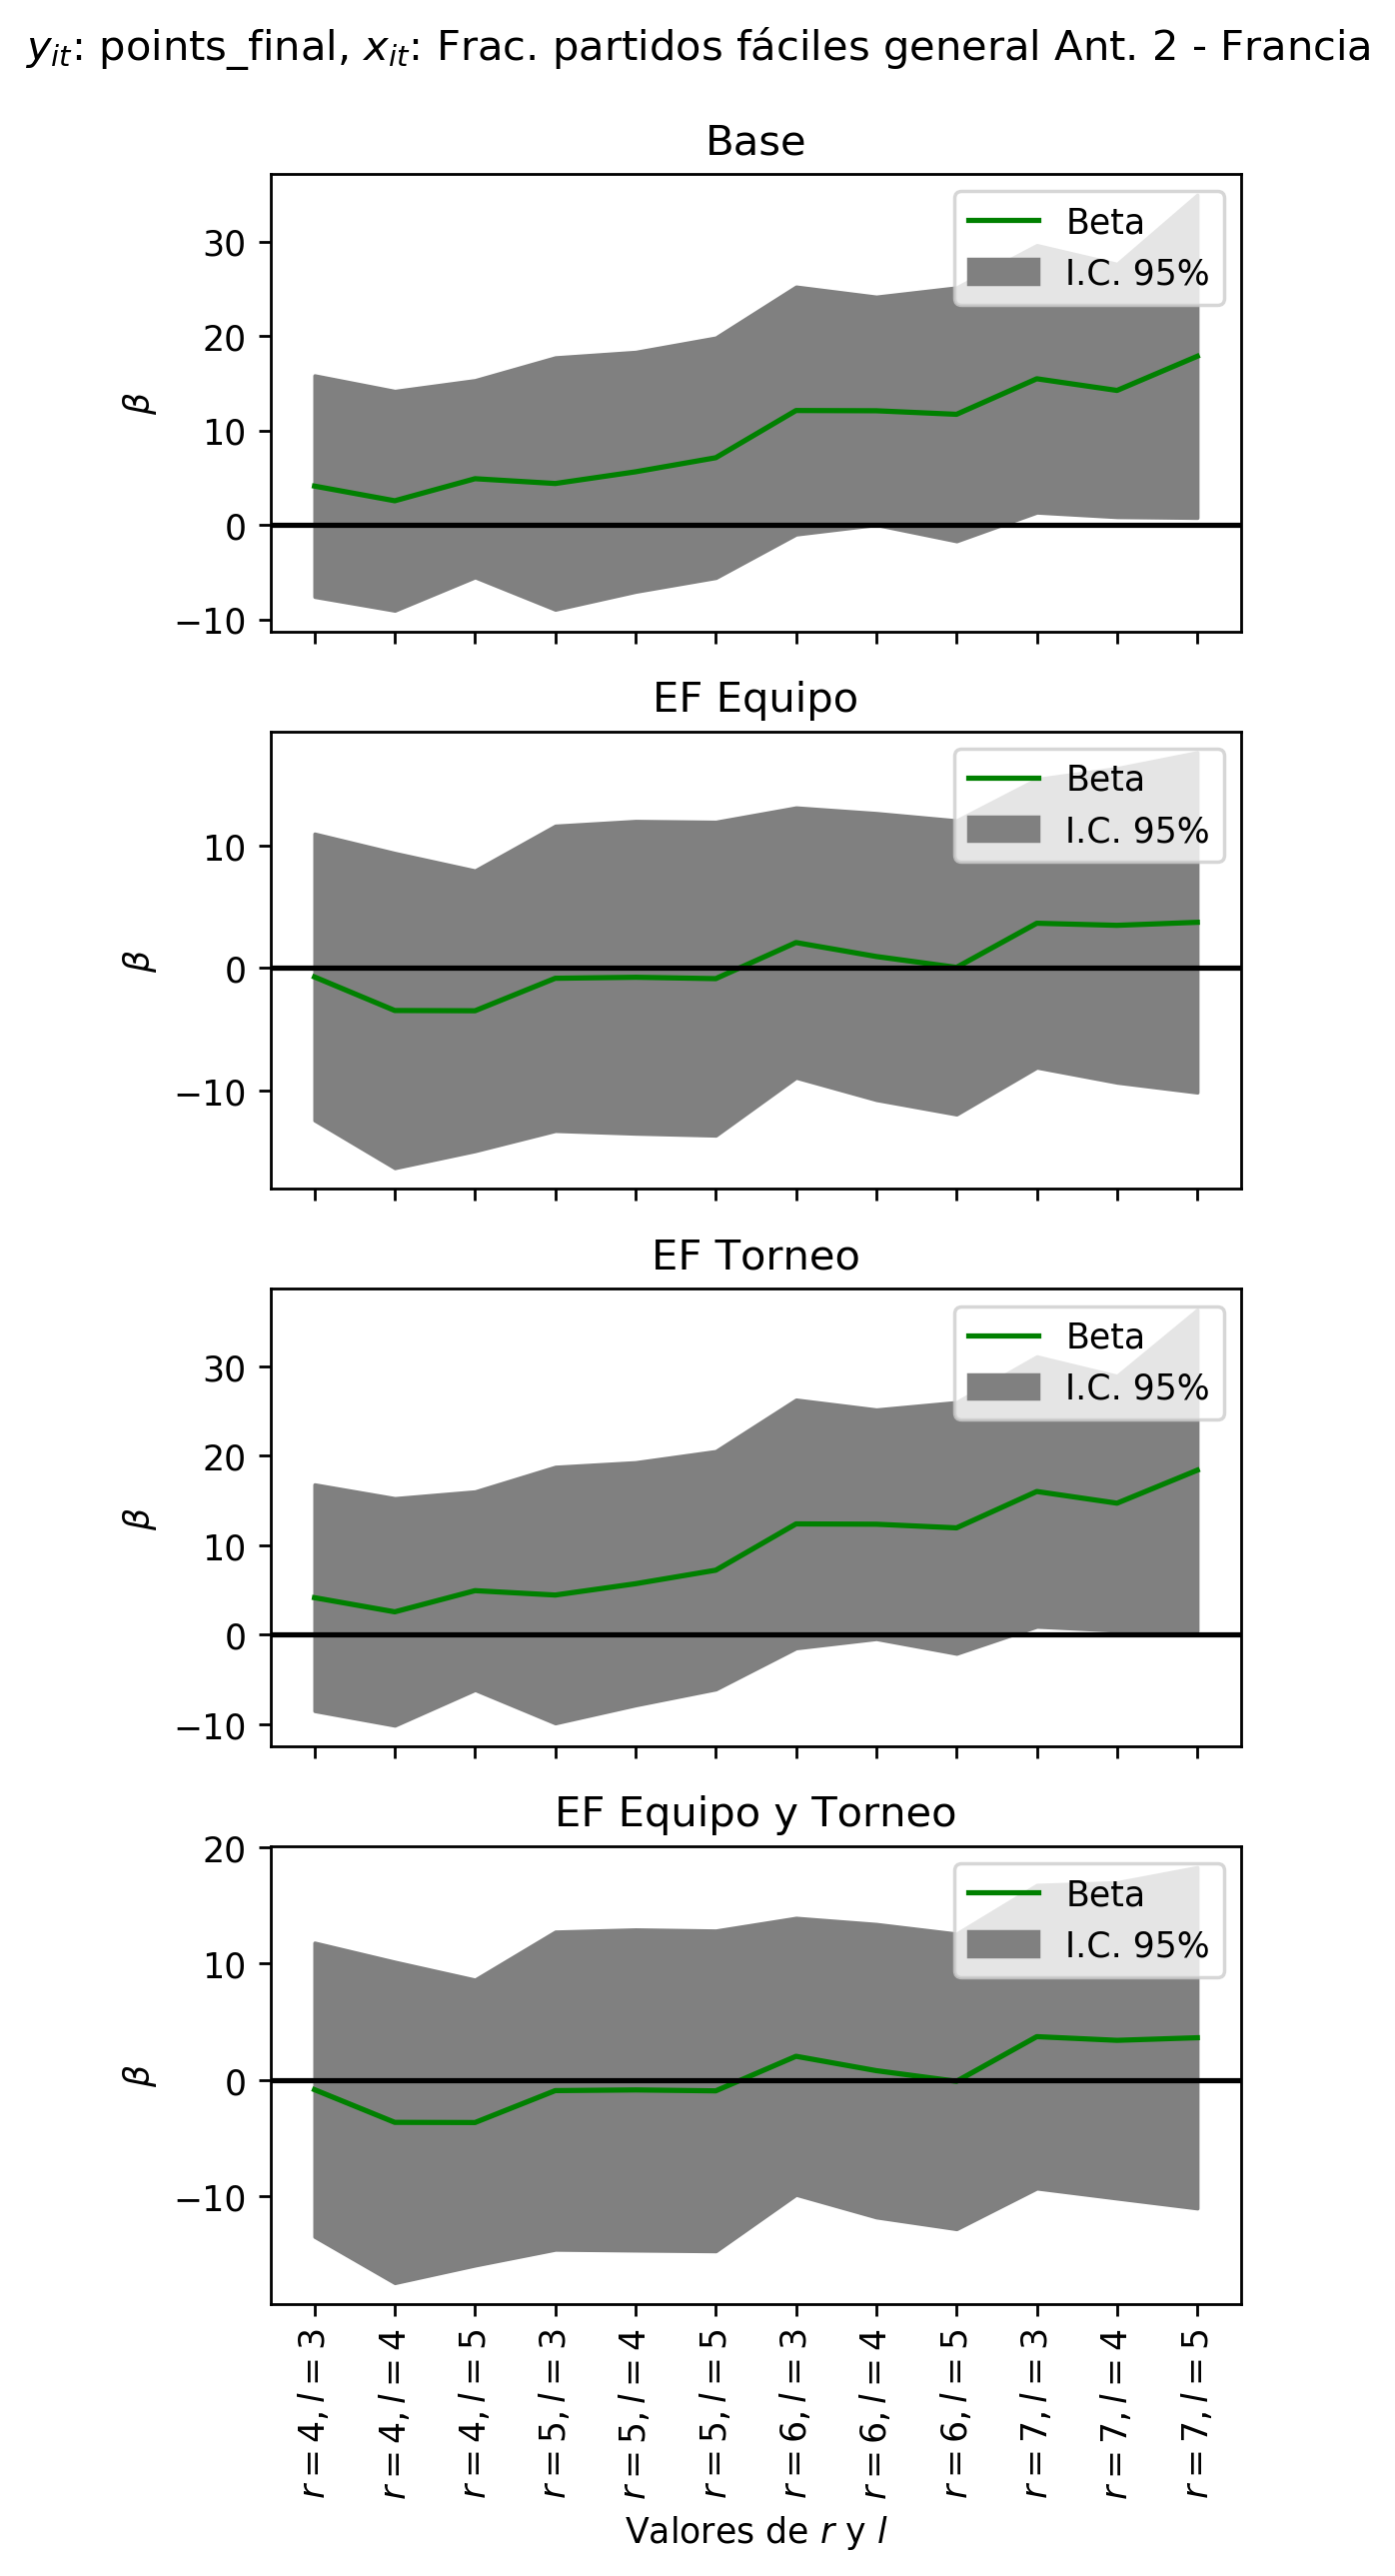 y_it: points_final, x_it: Frac. partidos fáciles general Ant. 2 - Francia
Base
Beta
I.C. 95%
30
20
10
0
−10
β
EF Equipo
Beta
I.C. 95%
10
0
−10
β
EF Torneo
Beta
I.C. 95%
30
20
10
0
−10
β
EF Equipo y Torneo
Beta
I.C. 95%
20
10
0
−10
β
r = 4, l = 3
r = 4, l = 4
r = 4, l = 5
r = 5, l = 3
r = 5, l = 4
r = 5, l = 5
r = 6, l = 3
r = 6, l = 4
r = 6, l = 5
r = 7, l = 3
r = 7, l = 4
r = 7, l = 5
Valores de r y l